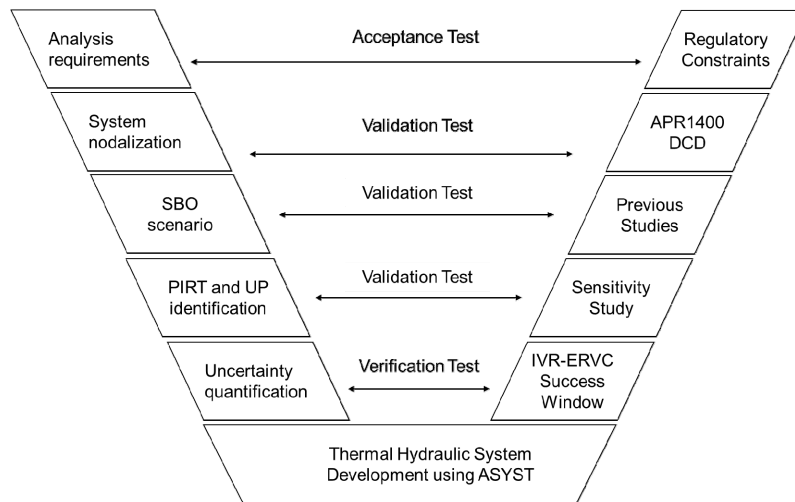 Analysis
requirements
Acceptance Test
Regulatory
Constraints
System
nodalization
Validation Test
APR1400
DCD
SBO
scenario
Validation Test
Previous
Studies
PIRT and UP
identification
Validation Test
Sensitivity
Study
Uncertainty
quantification
Verification Test
IVR-ERVC
Success
Window
Thermal Hydraulic System
Development using ASYST